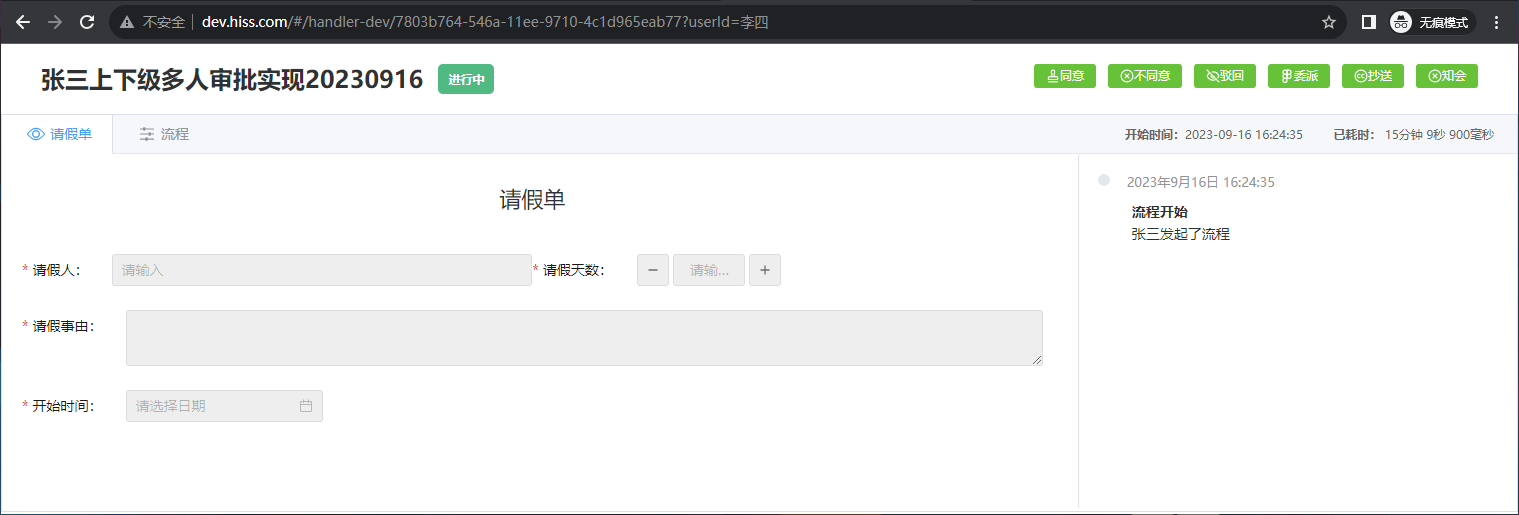 不安全 dev.hiss.com/#/handler-dev/7803b764-546a-11ee-9710-4c1d965eab77?userId=李四 无痕模式
张三上下级多人审批实现20230916 进行中 同意 不同意 驳回 委派 抄送 知会
请假单 流程 开始时间：2023-09-16 16:24:35 已耗时： 15分钟 9秒 900毫秒
请假单
2023年9月16日 16:24:35
流程开始
张三发起了流程
* 请假人： 请输入 * 请假天数： 请输...
* 请假事由：
* 开始时间： 请选择日期